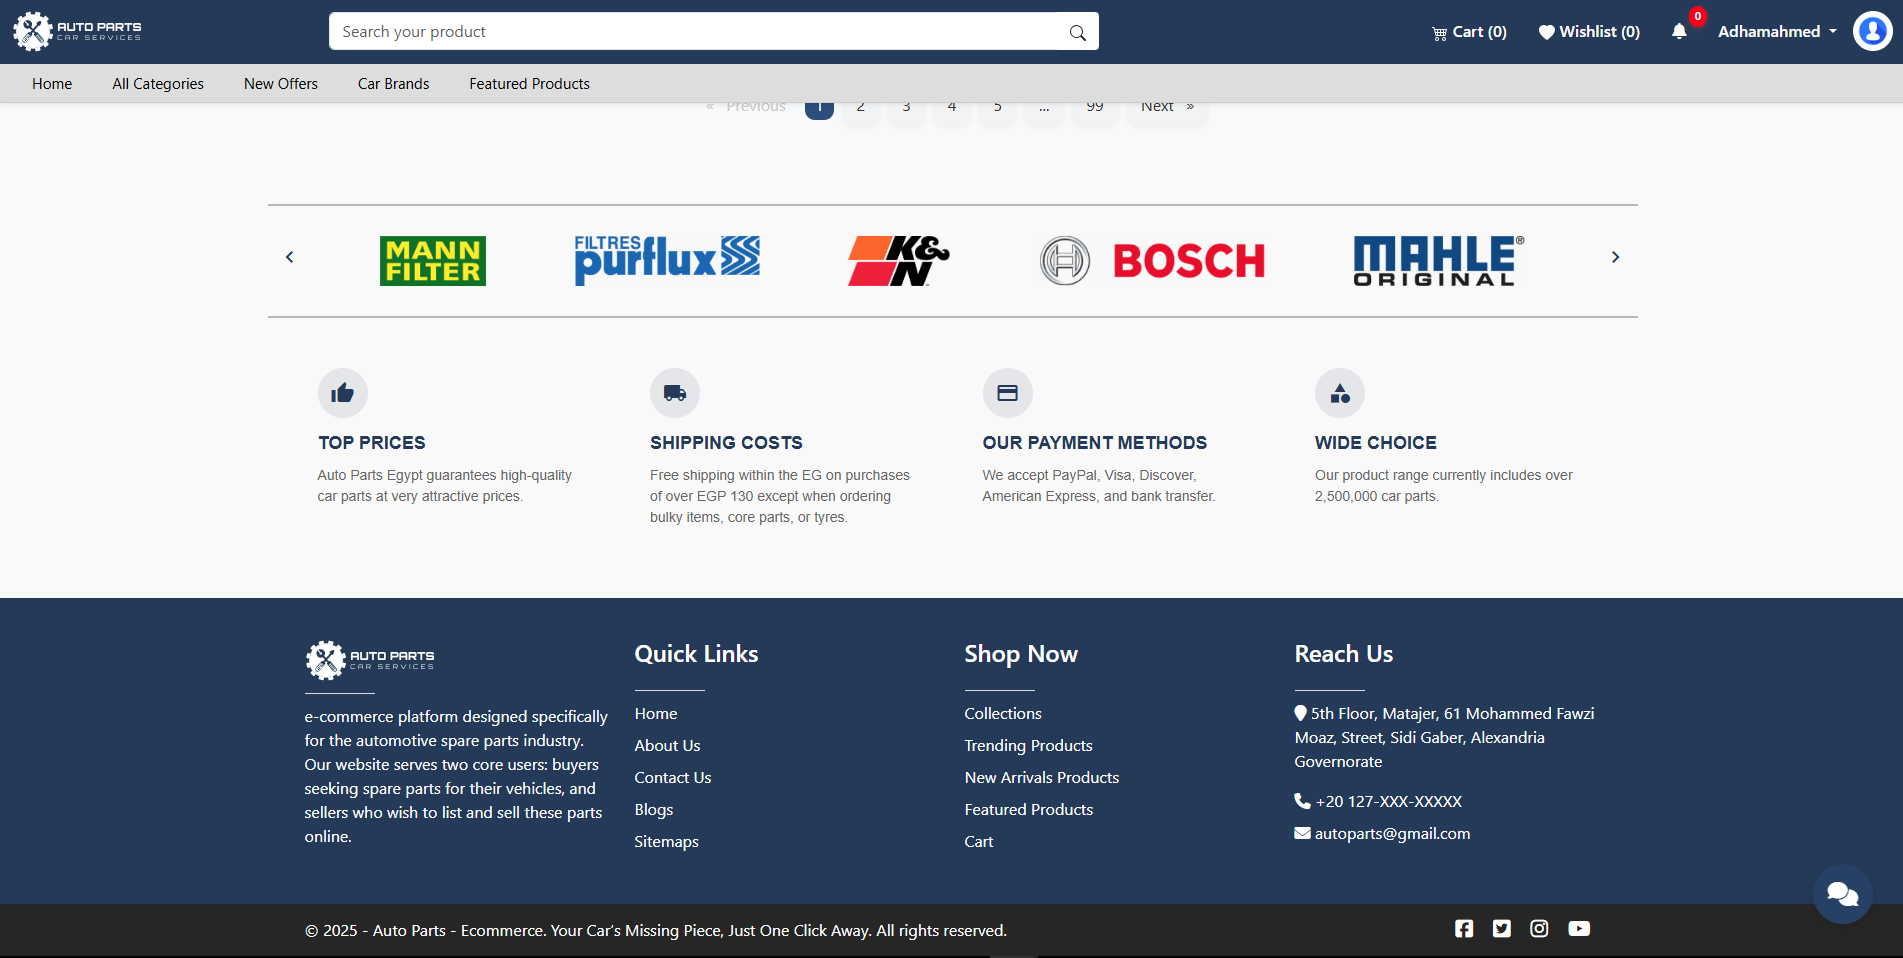 AUTO PARTS
CAR SERVICES
Search your product
Cart (0)
Wishlist (0)
0
Adhamahmed
Home
All Categories
New Offers
Car Brands
Featured Products
« Previous 1 2 3 4 5 ... 99 Next »
MANN
FILTER
FILTRES
purflux
K&
N
BOSCH
MAHLE®
ORIGINAL
TOP PRICES
Auto Parts Egypt guarantees high-quality
car parts at very attractive prices.
SHIPPING COSTS
Free shipping within the EG on purchases
of over EGP 130 except when ordering
bulky items, core parts, or tyres.
OUR PAYMENT METHODS
We accept PayPal, Visa, Discover,
American Express, and bank transfer.
WIDE CHOICE
Our product range currently includes over
2,500,000 car parts.
AUTO PARTS
CAR SERVICES
e-commerce platform designed specifically
for the automotive spare parts industry.
Our website serves two core users: buyers
seeking spare parts for their vehicles, and
sellers who wish to list and sell these parts
online.
Quick Links
Home
About Us
Contact Us
Blogs
Sitemaps
Shop Now
Collections
Trending Products
New Arrivals Products
Featured Products
Cart
Reach Us
5th Floor, Matajer, 61 Mohammed Fawzi
Moaz, Street, Sidi Gaber, Alexandria
Governorate
+20 127-XXX-XXXXX
autoparts@gmail.com
© 2025 - Auto Parts - Ecommerce. Your Car’s Missing Piece, Just One Click Away. All rights reserved.